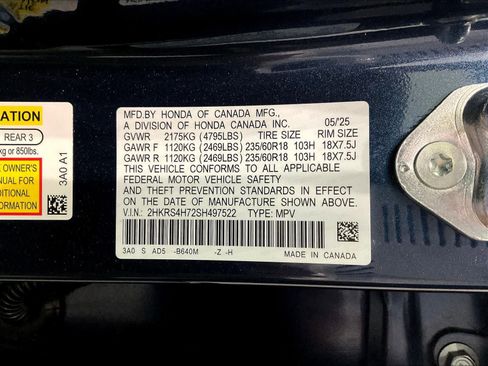 MFD.BY HONDA OF CANADA MFG.,
A DIVISION OF HONDA CANADA INC. 05/'25
GVWR 2175KG (4795LBS) TIRE SIZE RIM SIZE
GAWR F 1120KG (2469LBS) 235/60R18 103H 18X7.5J
GAWR R 1120KG (2469LBS) 235/60R18 103H 18X7.5J
THIS VEHICLE CONFORMS TO ALL APPLICABLE
FEDERAL MOTOR VEHICLE SAFETY
AND THEFT PREVENTION STANDARDS IN EFFECT
ON THE DATE OF MANUFACTURE SHOWN ABOVE.
V.I.N: 2HKRS4H72SH497522 TYPE: MPV
3A0 S AD5 -B640M -Z -H MADE IN CANADA
ATION
REAR 3
kg or 850lbs.
OWNER'S
NUAL FOR
DITIONAL
FORMATION
3A0 A1